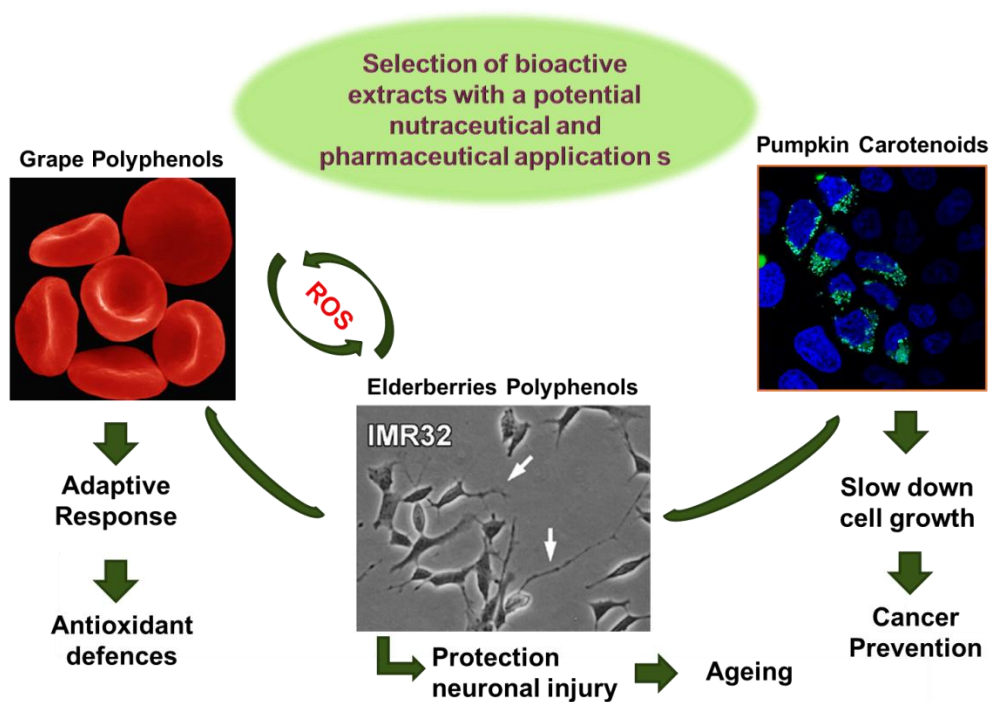 Selection of bioactive
extracts with a potential
nutraceutical and
pharmaceutical application s
Grape Polyphenols
Pumpkin Carotenoids
ROS
Elderberries Polyphenols
IMR32
Adaptive
Response
Slow down
cell growth
Antioxidant
defences
Cancer
Prevention
Protection
neuronal injury
Ageing